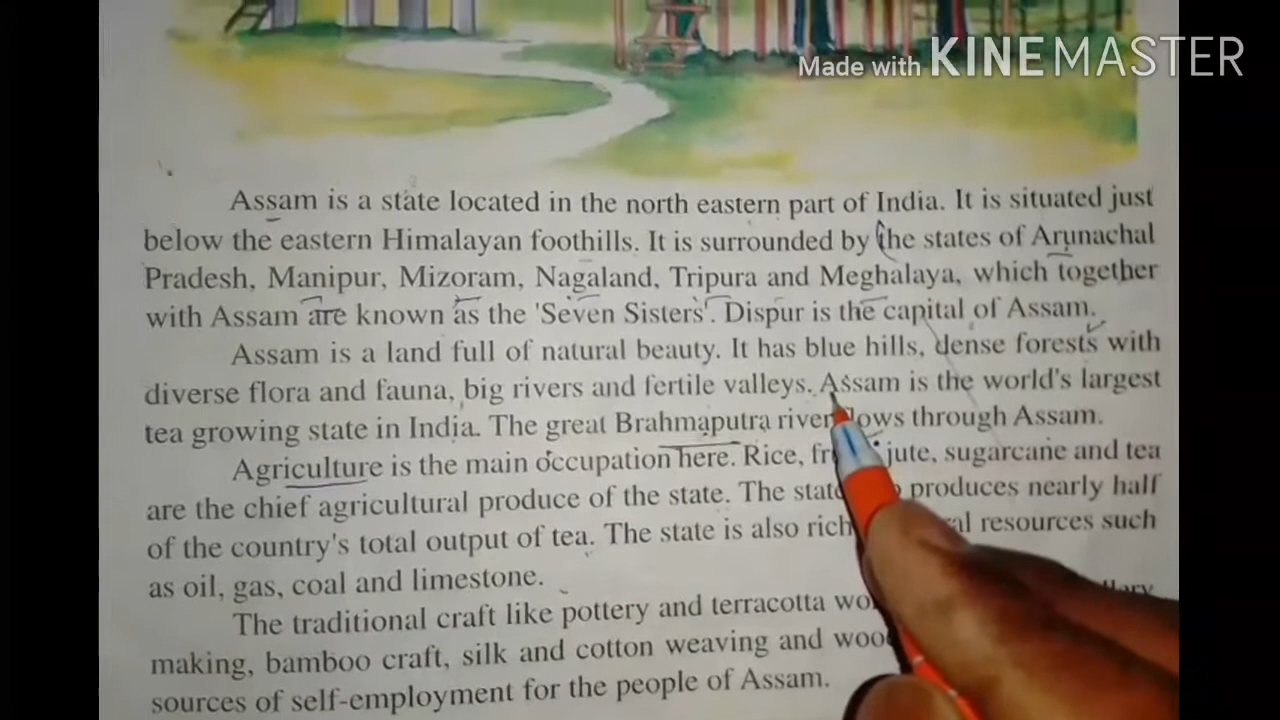 Made with KINEMASTER
Assam is a state located in the north eastern part of India. It is situated just
below the eastern Himalayan foothills. It is surrounded by the states of Arunachal
Pradesh, Manipur, Mizoram, Nagaland, Tripura and Meghalaya, which together
with Assam are known as the 'Seven Sisters'. Dispur is the capital of Assam.
Assam is a land full of natural beauty. It has blue hills, dense forests with
diverse flora and fauna, big rivers and fertile valleys. Assam is the world's largest
tea growing state in India. The great Brahmaputra river flows through Assam.
Agriculture is the main occupation here. Rice, jute, sugarcane and tea
are the chief agricultural produce of the state. The state produces nearly half
of the country's total output of tea. The state is also rich resources such
as oil, gas, coal and limestone.
The traditional craft like pottery and terracotta
making, bamboo craft, silk and cotton weaving and
sources of self-employment for the people of Assam.